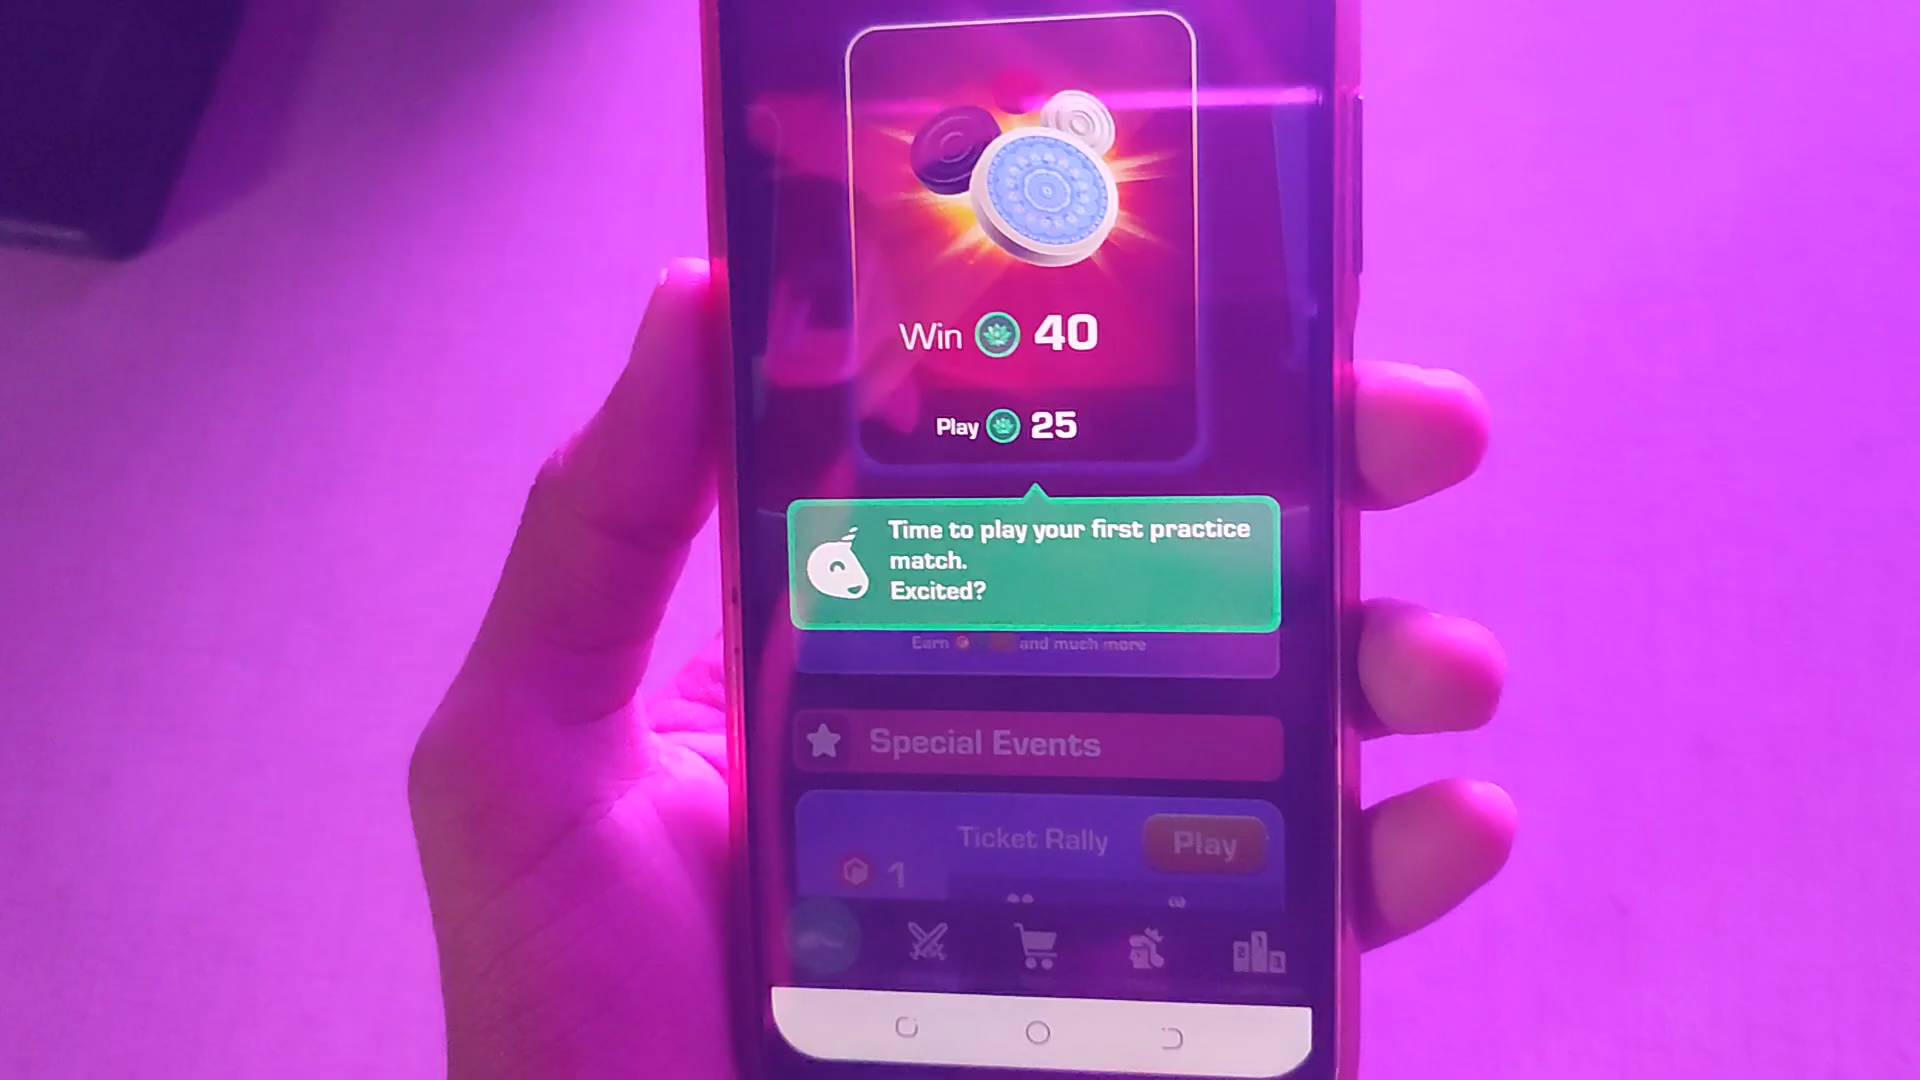 Win 40
Play 25
Time to play your first practice
match.
Excited?
Earn and much more
Special Events
Ticket Rally
Play
1